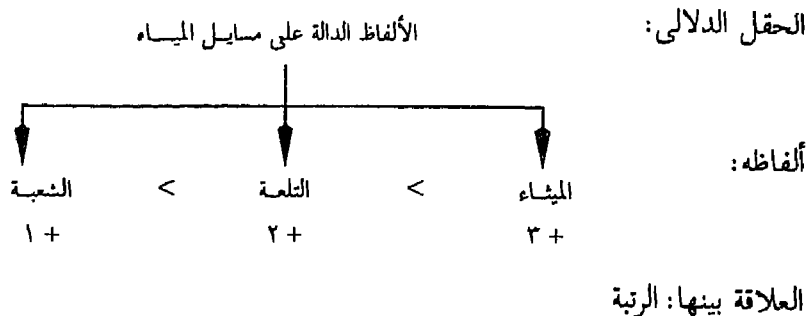 الحقل الدلالى:
الألفاظ الدالة على مسايل المياه
ألفاظه:
الميثاء < التلعة < الشعبة
+ ٣ + ٢ + ١
العلاقة بينها: الرتبة